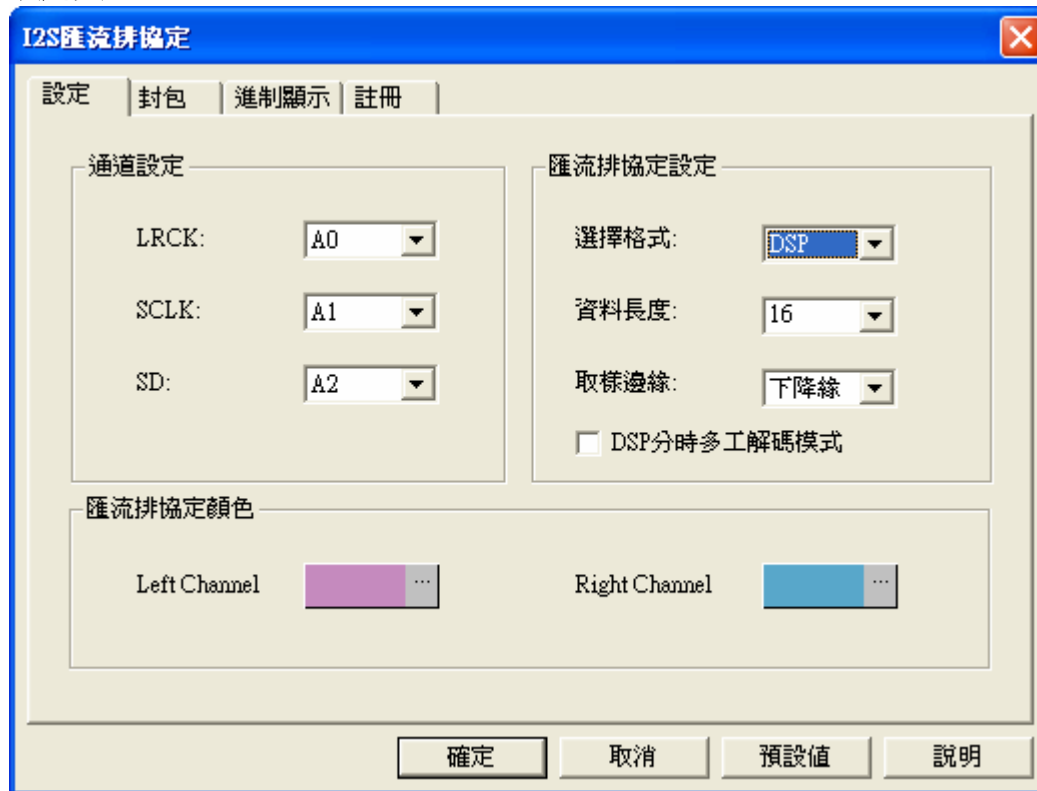 I2S匯流排協定
設定 封包 進制顯示 註冊
通道設定
LRCK: A0
SCLK: A1
SD: A2
匯流排協定設定
選擇格式: DSP
資料長度: 16
取樣邊緣: 下降緣
DSP分時多工解碼模式
匯流排協定顏色
Left Channel ... Right Channel ...
確定 取消 預設值 說明